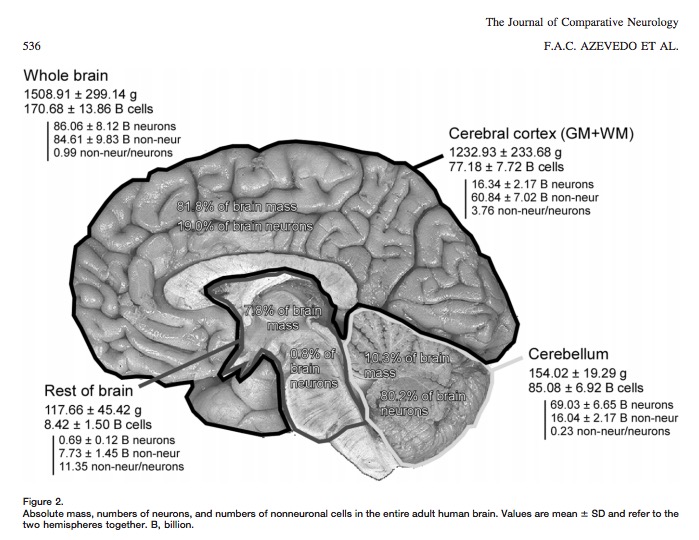 The Journal of Comparative Neurology
536
F.A.C. AZEVEDO ET AL.
Whole brain
1508.91 ± 299.14 g
170.68 ± 13.86 B cells
86.06 ± 8.12 B neurons
84.61 ± 9.83 B non-neur
0.99 non-neur/neurons
Cerebral cortex (GM+WM)
1232.93 ± 233.68 g
77.18 ± 7.72 B cells
16.34 ± 2.17 B neurons
60.84 ± 7.02 B non-neur
3.76 non-neur/neurons
81.8% of brain mass
19.0% of brain neurons
7.8% of brain
mass
0.8% of
brain
neurons
10.3% of brain
mass
80.2% of brain
neurons
Rest of brain
117.66 ± 45.42 g
8.42 ± 1.50 B cells
0.69 ± 0.12 B neurons
7.73 ± 1.45 B non-neur
11.35 non-neur/neurons
Cerebellum
154.02 ± 19.29 g
85.08 ± 6.92 B cells
69.03 ± 6.65 B neurons
16.04 ± 2.17 B non-neur
0.23 non-neur/neurons
Figure 2.
Absolute mass, numbers of neurons, and numbers of nonneuronal cells in the entire adult human brain. Values are mean ± SD and refer to the
two hemispheres together. B, billion.